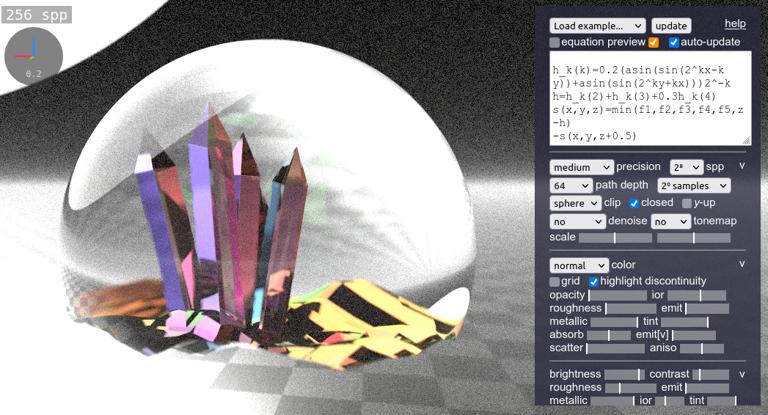 256 spp
0.2
Load example... update help
equation preview auto-update
h_k(k)=0.2(asin(sin(2^kx-k
y))+asin(sin(2^ky+kx)))2^-k
h=h_k(2)+h_k(3)+0.3h_k(4)
s(x,y,z)=min(f1,f2,f3,f4,f5,z
-h)
-s(x,y,z+0.5)
medium precision 2⁸ spp v
64 path depth 2⁰ samples
sphere clip closed y-up
no denoise no tonemap
scale
normal color v
grid highlight discontinuity
opacity ior
roughness emit
metallic tint
absorb emit[v]
scatter aniso
brightness contrast v
roughness emit
metallic ior tint